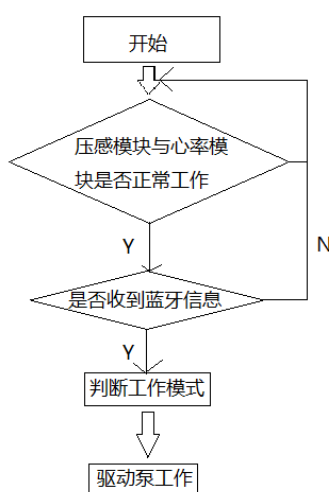 开始
压感模块与心率模
块是否正常工作
Y
N
是否收到蓝牙信息
Y
判断工作模式
驱动泵工作